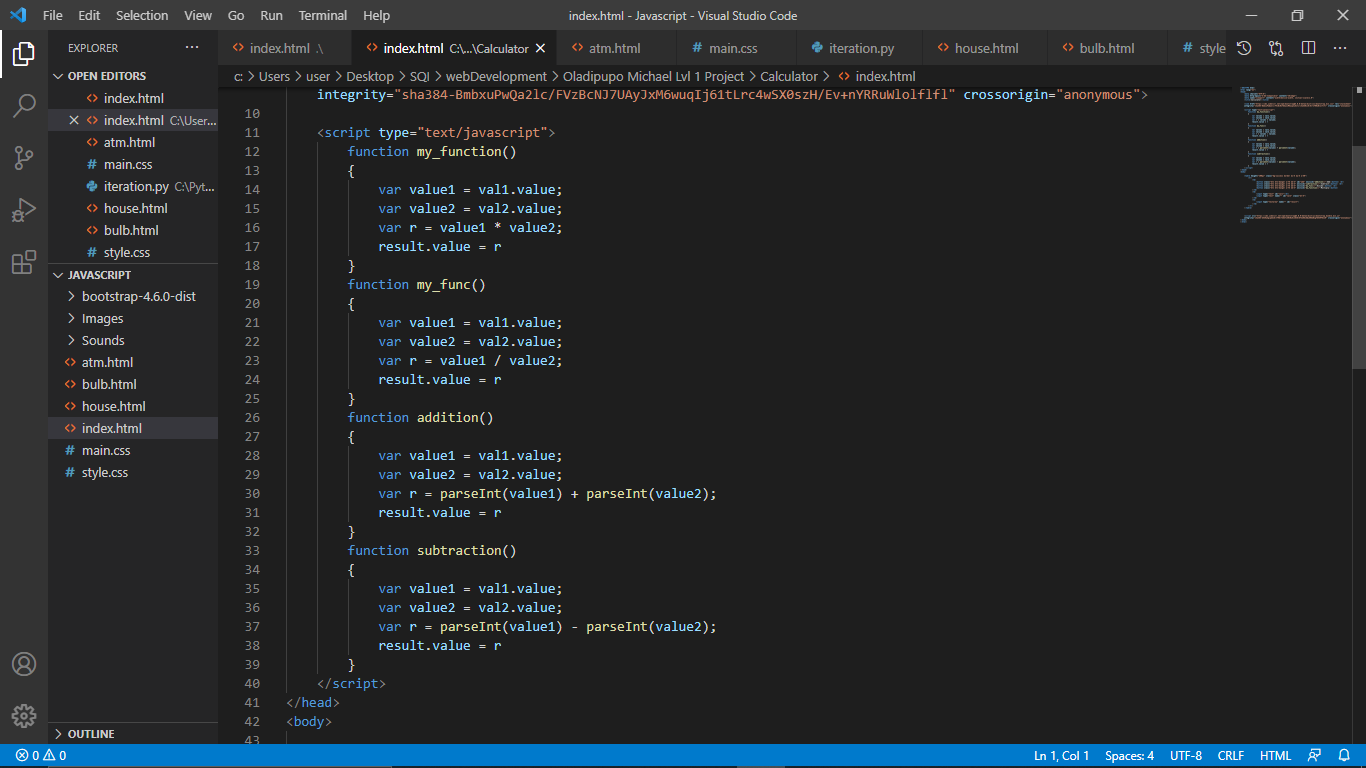 File Edit Selection View Go Run Terminal Help index.html - Javascript - Visual Studio Code
EXPLORER
OPEN EDITORS
index.html
index.html C:\User...
atm.html
main.css
iteration.py C:\Pyt...
house.html
bulb.html
style.css
JAVASCRIPT
bootstrap-4.6.0-dist
Images
Sounds
atm.html
bulb.html
house.html
index.html
main.css
style.css
OUTLINE
index.html .\ index.html C:\...\Calculator atm.html main.css iteration.py house.html bulb.html style
c: > Users > user > Desktop > SQI > webDevelopment > Oladipupo Michael Lvl 1 Project > Calculator > index.html
integrity="sha384-BmbxuPwQa2lc/FVzBcNJ7UAyJxM6wuqIj61tLrc4wSX0szH/Ev+nYRRuWlolflfl" crossorigin="anonymous">
10
11 <script type="text/javascript">
12 function my_function()
13 {
14 var value1 = val1.value;
15 var value2 = val2.value;
16 var r = value1 * value2;
17 result.value = r
18 }
19 function my_func()
20 {
21 var value1 = val1.value;
22 var value2 = val2.value;
23 var r = value1 / value2;
24 result.value = r
25 }
26 function addition()
27 {
28 var value1 = val1.value;
29 var value2 = val2.value;
30 var r = parseInt(value1) + parseInt(value2);
31 result.value = r
32 }
33 function subtraction()
34 {
35 var value1 = val1.value;
36 var value2 = val2.value;
37 var r = parseInt(value1) - parseInt(value2);
38 result.value = r
39 }
40 </script>
41 </head>
42 <body>
43
0 0 Ln 1, Col 1 Spaces: 4 UTF-8 CRLF HTML